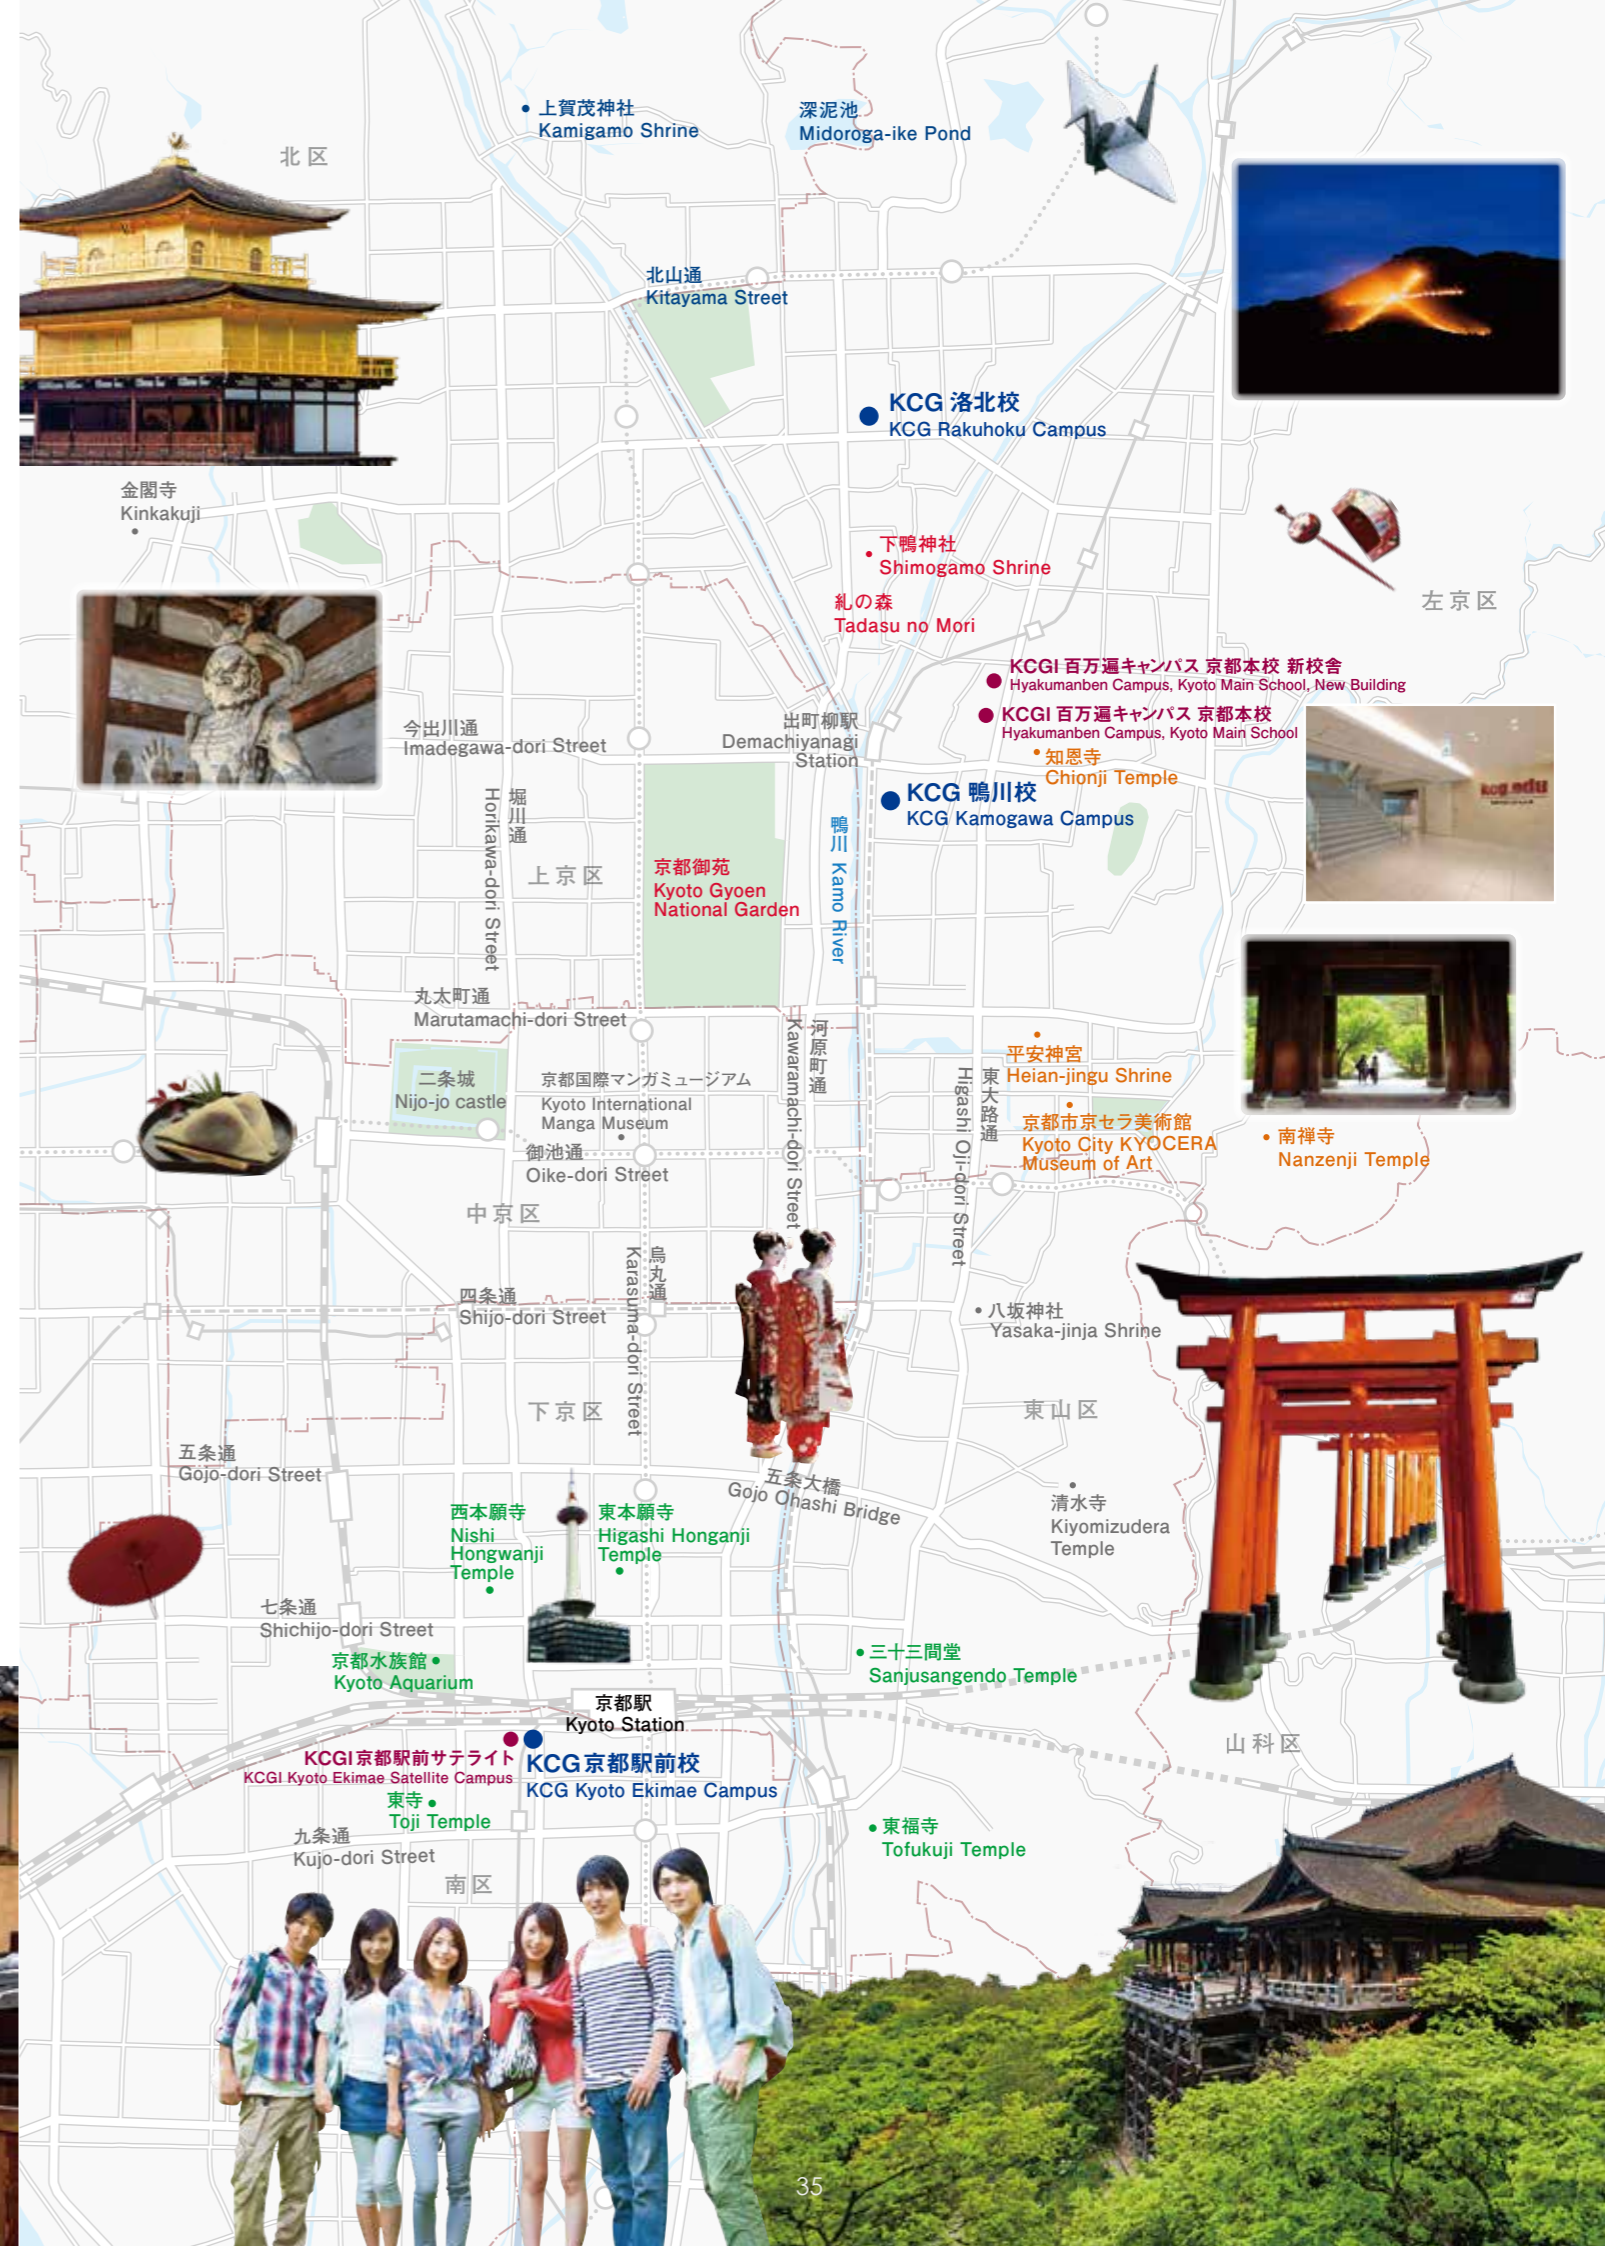 上賀茂神社
Kamigamo Shrine
深泥池
Midoroga-ike Pond
北区
北山通
Kitayama Street
KCG 洛北校
KCG Rakuhoku Campus
金閣寺
Kinkakuji
下鴨神社
Shimogamo Shrine
糺の森
Tadasu no Mori
左京区
KCGI 百万遍キャンパス 京都本校 新校舎
Hyakumanben Campus, Kyoto Main School, New Building
KCGI 百万遍キャンパス 京都本校
Hyakumanben Campus, Kyoto Main School
今出川通
Imadegawa-dori Street
出町柳駅
Demachiyanagi
Station
知恩寺
Chionji Temple
kcg.edu
KCG 鴨川校
KCG Kamogawa Campus
堀川通
Horikawa-dori Street
鴨川 Kamo River
上京区
京都御苑
Kyoto Gyoen
National Garden
丸太町通
Marutamachi-dori Street
河原町通
Kawaramachi-dori Street
平安神宮
Heian-jingu Shrine
東大路通
Higashi Oji-dori Street
二条城
Nijo-jo castle
京都国際マンガミュージアム
Kyoto International
Manga Museum
京都市京セラ美術館
Kyoto City KYOCERA
Museum of Art
南禅寺
Nanzenji Temple
御池通
Oike-dori Street
中京区
烏丸通
Karasuma-dori Street
四条通
Shijo-dori Street
八坂神社
Yasaka-jinja Shrine
下京区
東山区
五条通
Gojo-dori Street
五条大橋
Gojo Ohashi Bridge
清水寺
Kiyomizudera
Temple
西本願寺
Nishi
Hongwanji
Temple
東本願寺
Higashi Honganji
Temple
七条通
Shichijo-dori Street
京都水族館
Kyoto Aquarium
三十三間堂
Sanjusangendo Temple
京都駅
Kyoto Station
山科区
KCGI京都駅前サテライト
KCGI Kyoto Ekimae Satellite Campus
KCG京都駅前校
KCG Kyoto Ekimae Campus
東寺
Toji Temple
東福寺
Tofukuji Temple
九条通
Kujo-dori Street
南区
35